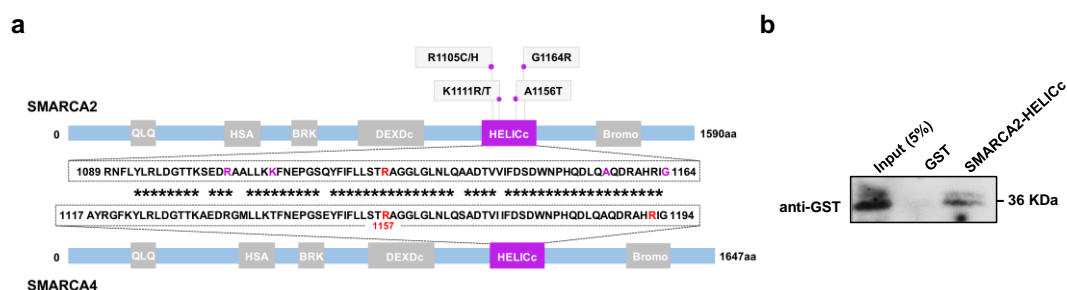 a
b
R1105C/H
G1164R
K1111R/T
A1156T
SMARCA2
0
QLQ
HSA
BRK
DEXDc
HELICc
Bromo
1590aa
1089 RNFLYLRLDGTTKSEDRAALLKKFNEPGSQYFIFLLSTRAGGLGLNLQAADTVVIFDSDWNPHQDLQAQDRAHRIG 1164
******** *** ********* *************** **** *******************
1117 AYRGFKYLRLDGTTKAEDRGMLLKTFNEPGSEYFIFLLSTRAGGLGLNLQSADTVIIFDSDWNPHQDLQAQDRAHRIG 1194
1157
0
QLQ
HSA
BRK
DEXDc
HELICc
Bromo
1647aa
SMARCA4
Input (5%)
GST
SMARCA2-HELICc
anti-GST
36 KDa